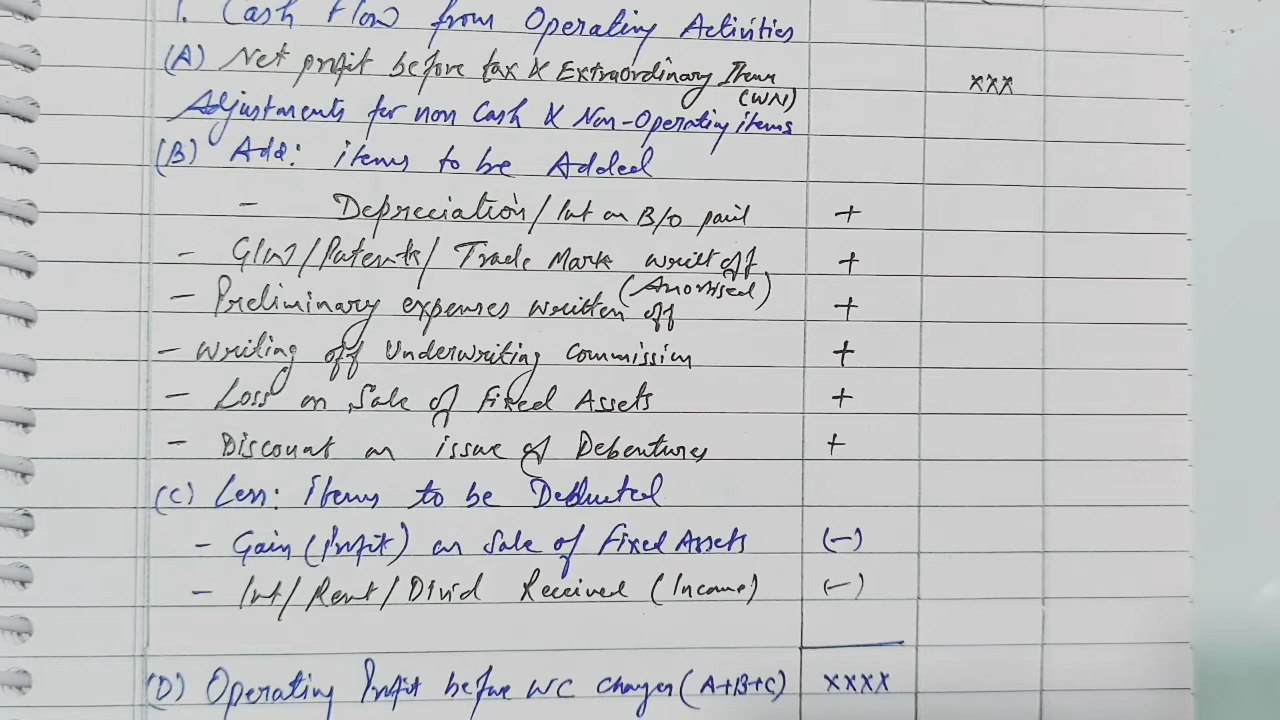 1. Cash Flow from Operating Activities
(A) Net profit before tax & Extraordinary Items xxx
(WN)
Adjustments for non Cash & Non-Operating items
(B) Add: items to be Added
- Depreciation/Int on B/O paid +
- G/W/Patents/Trade Mark writt off +
(Amortised)
- Preliminary expenses written off +
- Writing off Underwriting Commission +
- Loss on Sale of Fixed Assets +
- Discount on issue of Debentures +
(C) Less: items to be Deducted
- Gain (Profit) on Sale of Fixed Assets (-)
- Int/Rent/Divid Received (Income) (-)
(D) Operating Profit before WC Changes (A+B+C) xxxx